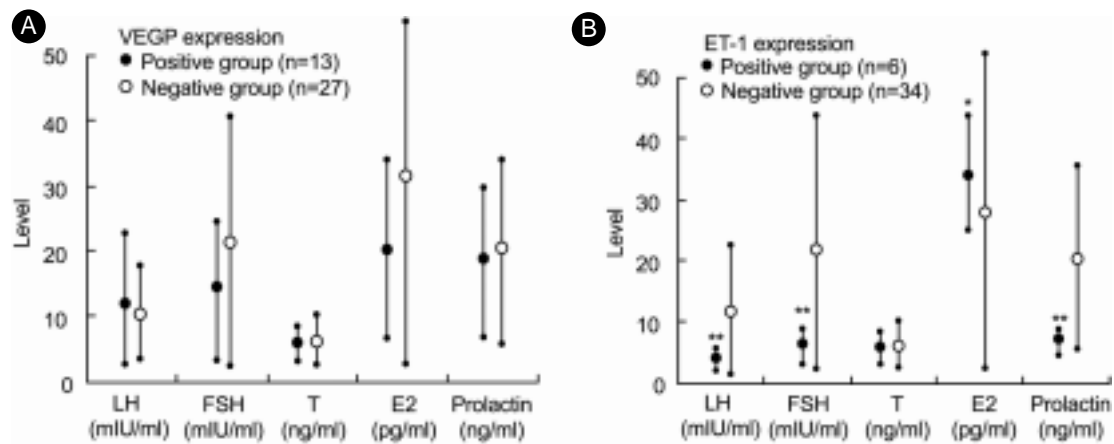 A
VEGP expression
Positive group (n=13)
Negative group (n=27)
50
40
30
20
10
0
Level
LH
(mIU/ml)
FSH
(mIU/ml)
T
(ng/ml)
E2
(pg/ml)
Prolactin
(ng/ml)
B
ET-1 expression
Positive group (n=6)
Negative group (n=34)
50
40
30
20
10
0
Level
**
**
*
**
LH
(mIU/ml)
FSH
(mIU/ml)
T
(ng/ml)
E2
(pg/ml)
Prolactin
(ng/ml)